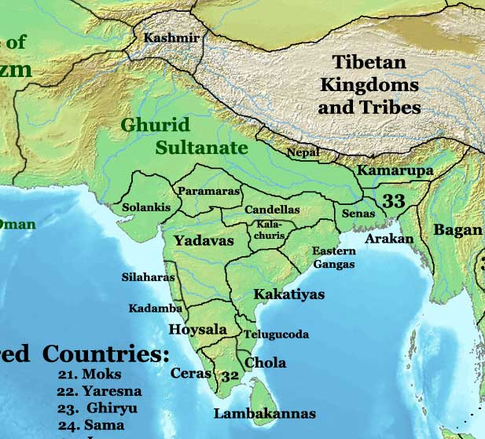 e of
zm
Kashmir
Tibetan
Kingdoms
and Tribes
Ghurid
Sultanate
Nepal
Kamarupa
Paramaras
Solankis
Candellas
33
Senas
Kala-
churis
Arakan
Bagan
Oman
Yadavas
Eastern
Gangas
Silaharas
Kakatiyas
Kadamba
Hoysala
Telugucoda
red Countries:
Chola
Ceras
32
21. Moks
22. Yaresna
23. Ghiryu
24. Sama
Lambakannas